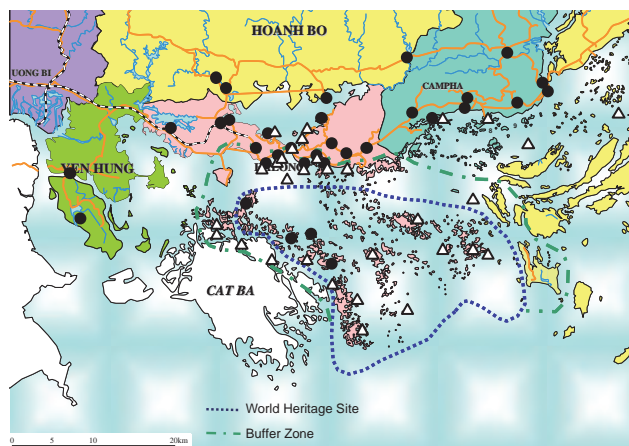 HOANH BO
UONG BI
CAMPHA
YEN HUNG
CAT BA
World Heritage Site
Buffer Zone
0 5 10 20km